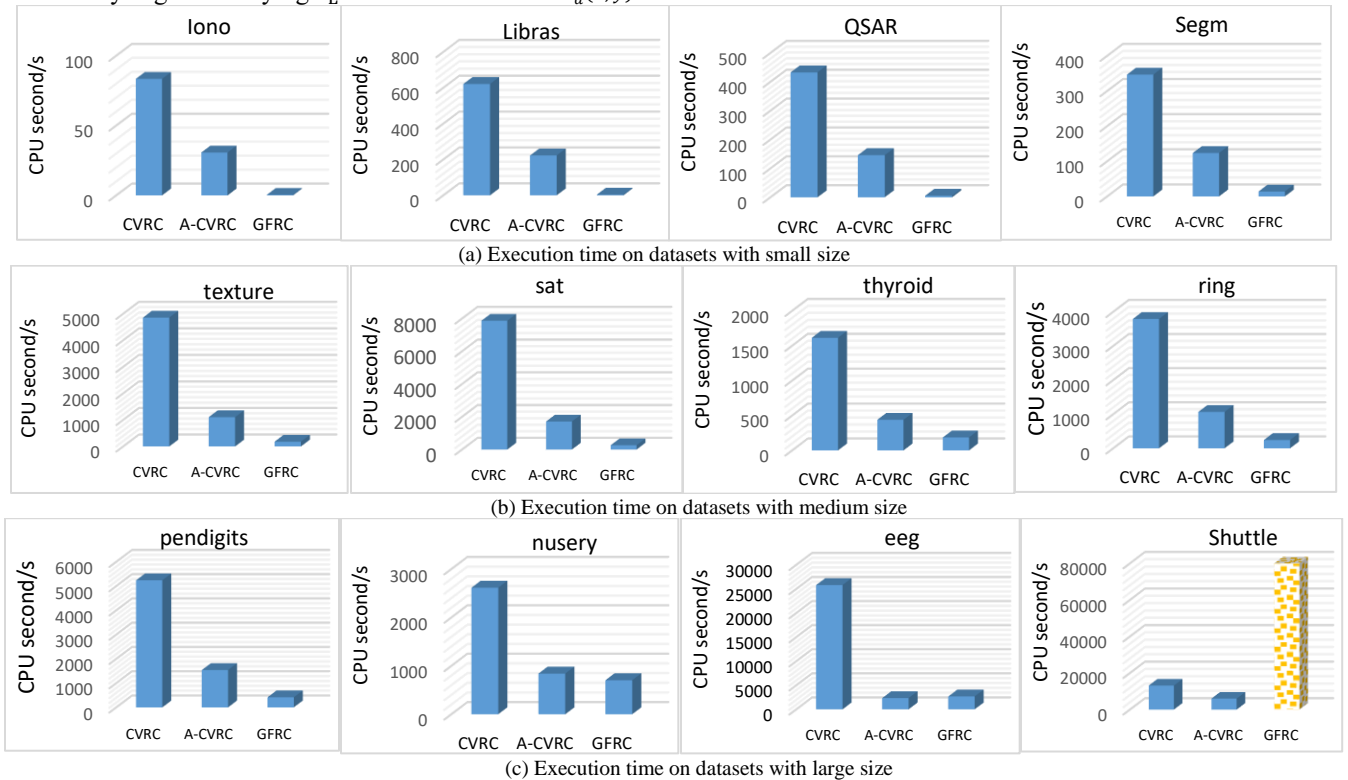 Iono
CPU second/s
100
50
0
CVRC A-CVRC GFRC
Libras
CPU second/s
800
600
400
200
0
CVRC A-CVRC GFRC
QSAR
CPU second/s
500
400
300
200
100
0
CVRC A-CVRC GFRC
Segm
CPU second/s
400
300
200
100
0
CVRC A-CVRC GFRC
(a) Execution time on datasets with small size
texture
CPU second/s
5000
4000
3000
2000
1000
0
CVRC A-CVRC GFRC
sat
CPU second/s
8000
6000
4000
2000
0
CVRC A-CVRC GFRC
thyroid
CPU second/s
2000
1500
1000
500
0
CVRC A-CVRC GFRC
ring
CPU second/s
4000
3000
2000
1000
0
CVRC A-CVRC GFRC
(b) Execution time on datasets with medium size
pendigits
CPU second/s
6000
5000
4000
3000
2000
1000
0
CVRC A-CVRC GFRC
nusery
CPU second/s
3000
2000
1000
0
CVRC A-CVRC GFRC
eeg
CPU second/s
30000
25000
20000
15000
10000
5000
0
CVRC A-CVRC GFRC
Shuttle
CPU second/s
80000
60000
40000
20000
0
CVRC A-CVRC GFRC
(c) Execution time on datasets with large size